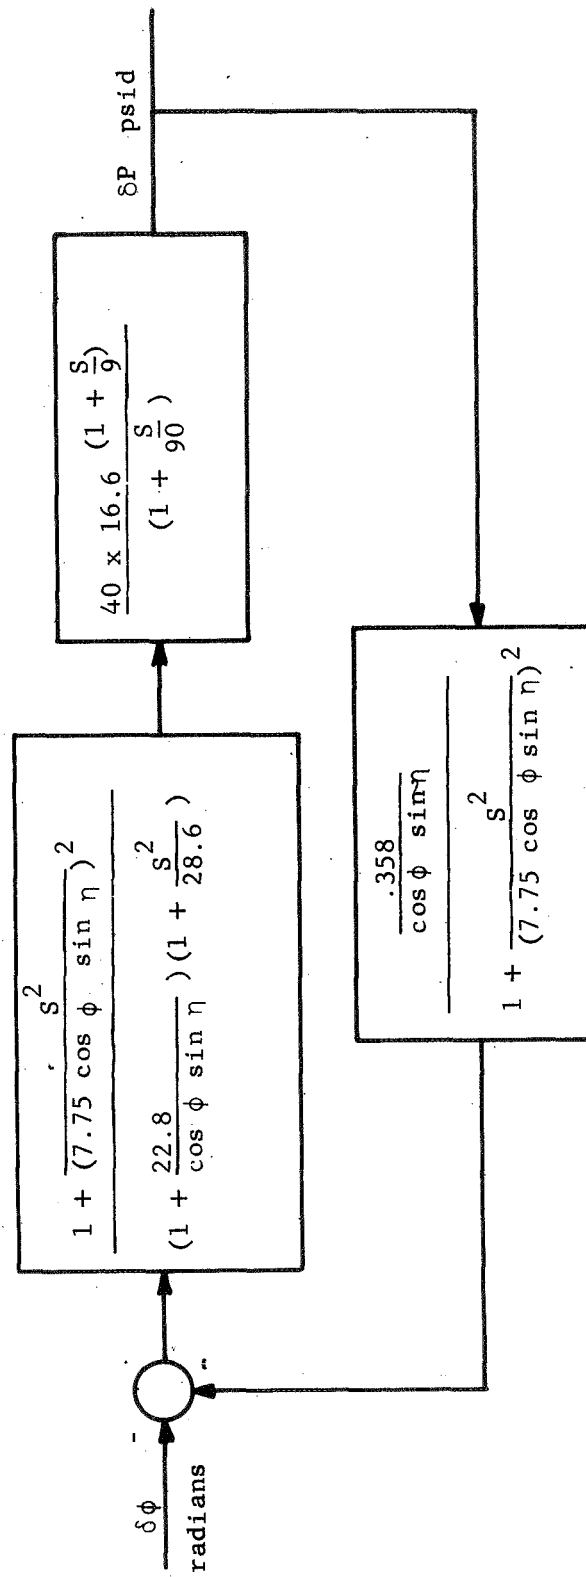 δϕ
radians
-
-
S²
1 + (7.75 cos ϕ sin η)²
(1 + 22.8 / cos ϕ sin η)(1 + S² / 28.6)
40 x 16.6 (1 + S/9)
(1 + S/90)
δP psid
.358
cos ϕ sin η
S²
1 + (7.75 cos ϕ sin η)²